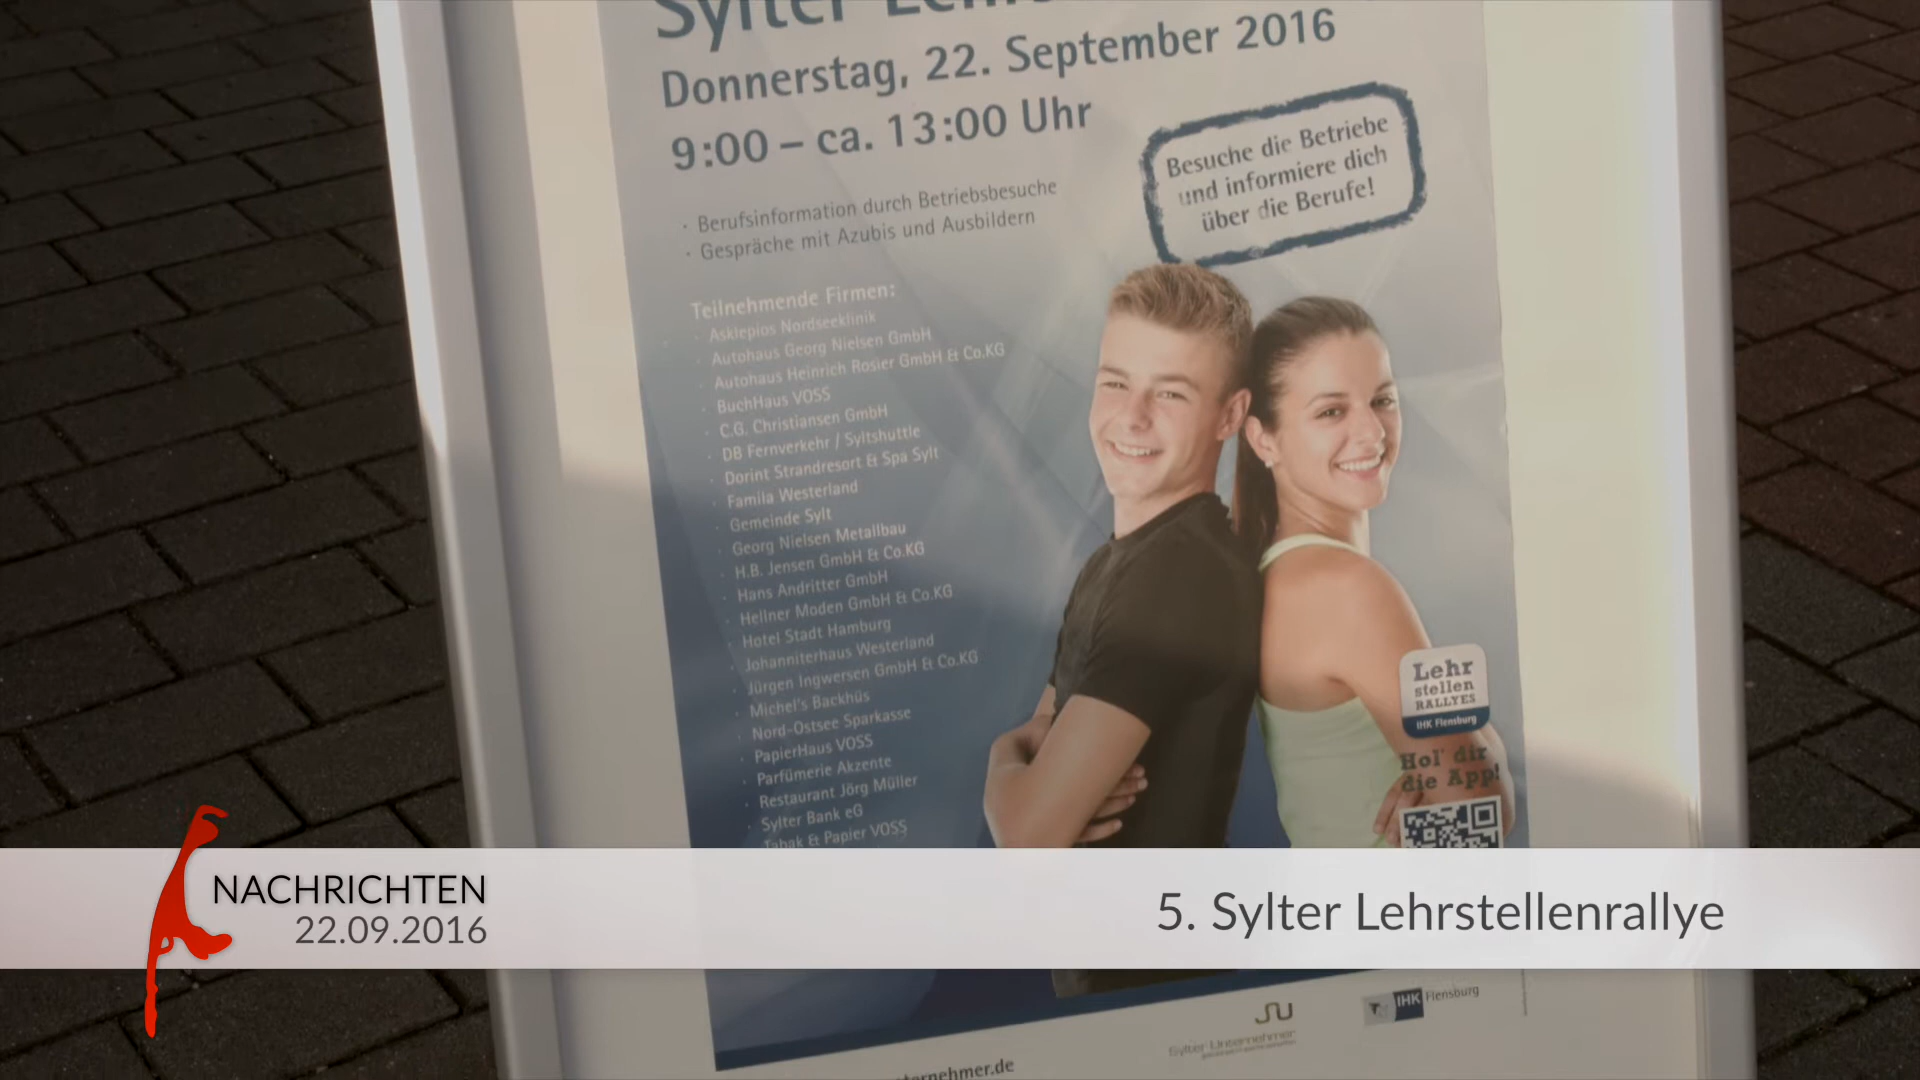 Sylter
Donnerstag, 22. September 2016
9:00 – ca. 13:00 Uhr
Besuche die Betriebe
und informiere dich
über die Berufe!
· Berufsinformation durch Betriebsbesuche
· Gespräche mit Azubis und Ausbildern
Teilnehmende Firmen:
· Asklepios Nordseeklinik
· Autohaus Georg Nielsen GmbH
· Autohaus Heinrich Rosier GmbH & Co.KG
· BuchHaus VOSS
· C.G. Christiansen GmbH
· DB Fernverkehr / Syltshuttle
· Dorint Strandresort & Spa Sylt
· Famila Westerland
· Gemeinde Sylt
· Georg Nielsen Metallbau
· H.B. Jensen GmbH & Co.KG
· Hans Andritter GmbH
· Hellner Moden GmbH & Co.KG
· Hotel Stadt Hamburg
· Johanniterhaus Westerland
· Jürgen Ingwersen GmbH & Co.KG
· Michel's Backhüs
· Nord-Ostsee Sparkasse
· PapierHaus VOSS
· Parfümerie Akzente
· Restaurant Jörg Müller
· Sylter Bank eG
· Tabak & Papier VOSS
Lehr
stellen
RALLYES
IHK Flensburg
Hol' dir
die App!
NACHRICHTEN
22.09.2016
5. Sylter Lehrstellenrallye
SU
Sylter Unternehmer
IHK Flensburg